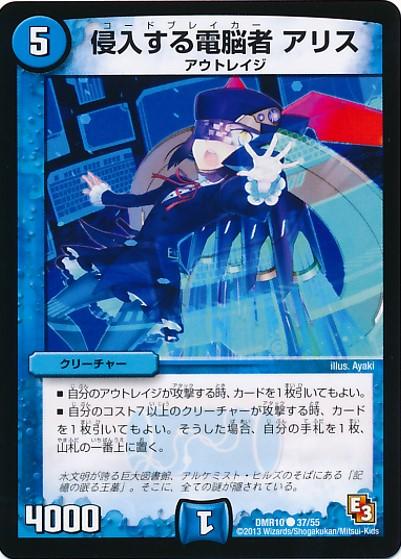 5
コードブレイカー
侵入する電脳者 アリス
アウトレイジ
クリーチャー
illus. Ayaki
■ 自分のアウトレイジが攻撃する時、カードを1枚引いてもよい。
■ 自分のコスト7以上のクリーチャーが攻撃する時、カードを
1枚引いてもよい。そうした場合、自分の手札を1枚、
山札の一番上に置く。
水文明が誇る巨大図書館、アルケミスト・ヒルズのそばにある「記
憶の眠る王墓」。そこに、全ての謎が隠されている。
4000
1
E3
DMR10 ● 37/55
©2013 Wizards/Shogakukan/Mitsui-Kids